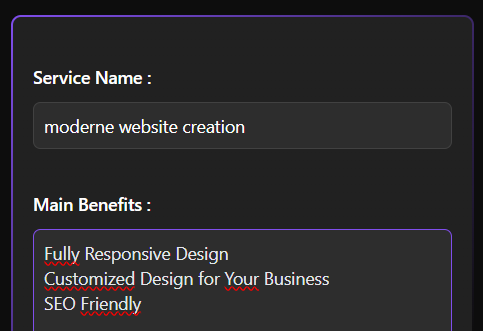 Service Name :
moderne website creation
Main Benefits :
Fully Responsive Design
Customized Design for Your Business
SEO Friendly